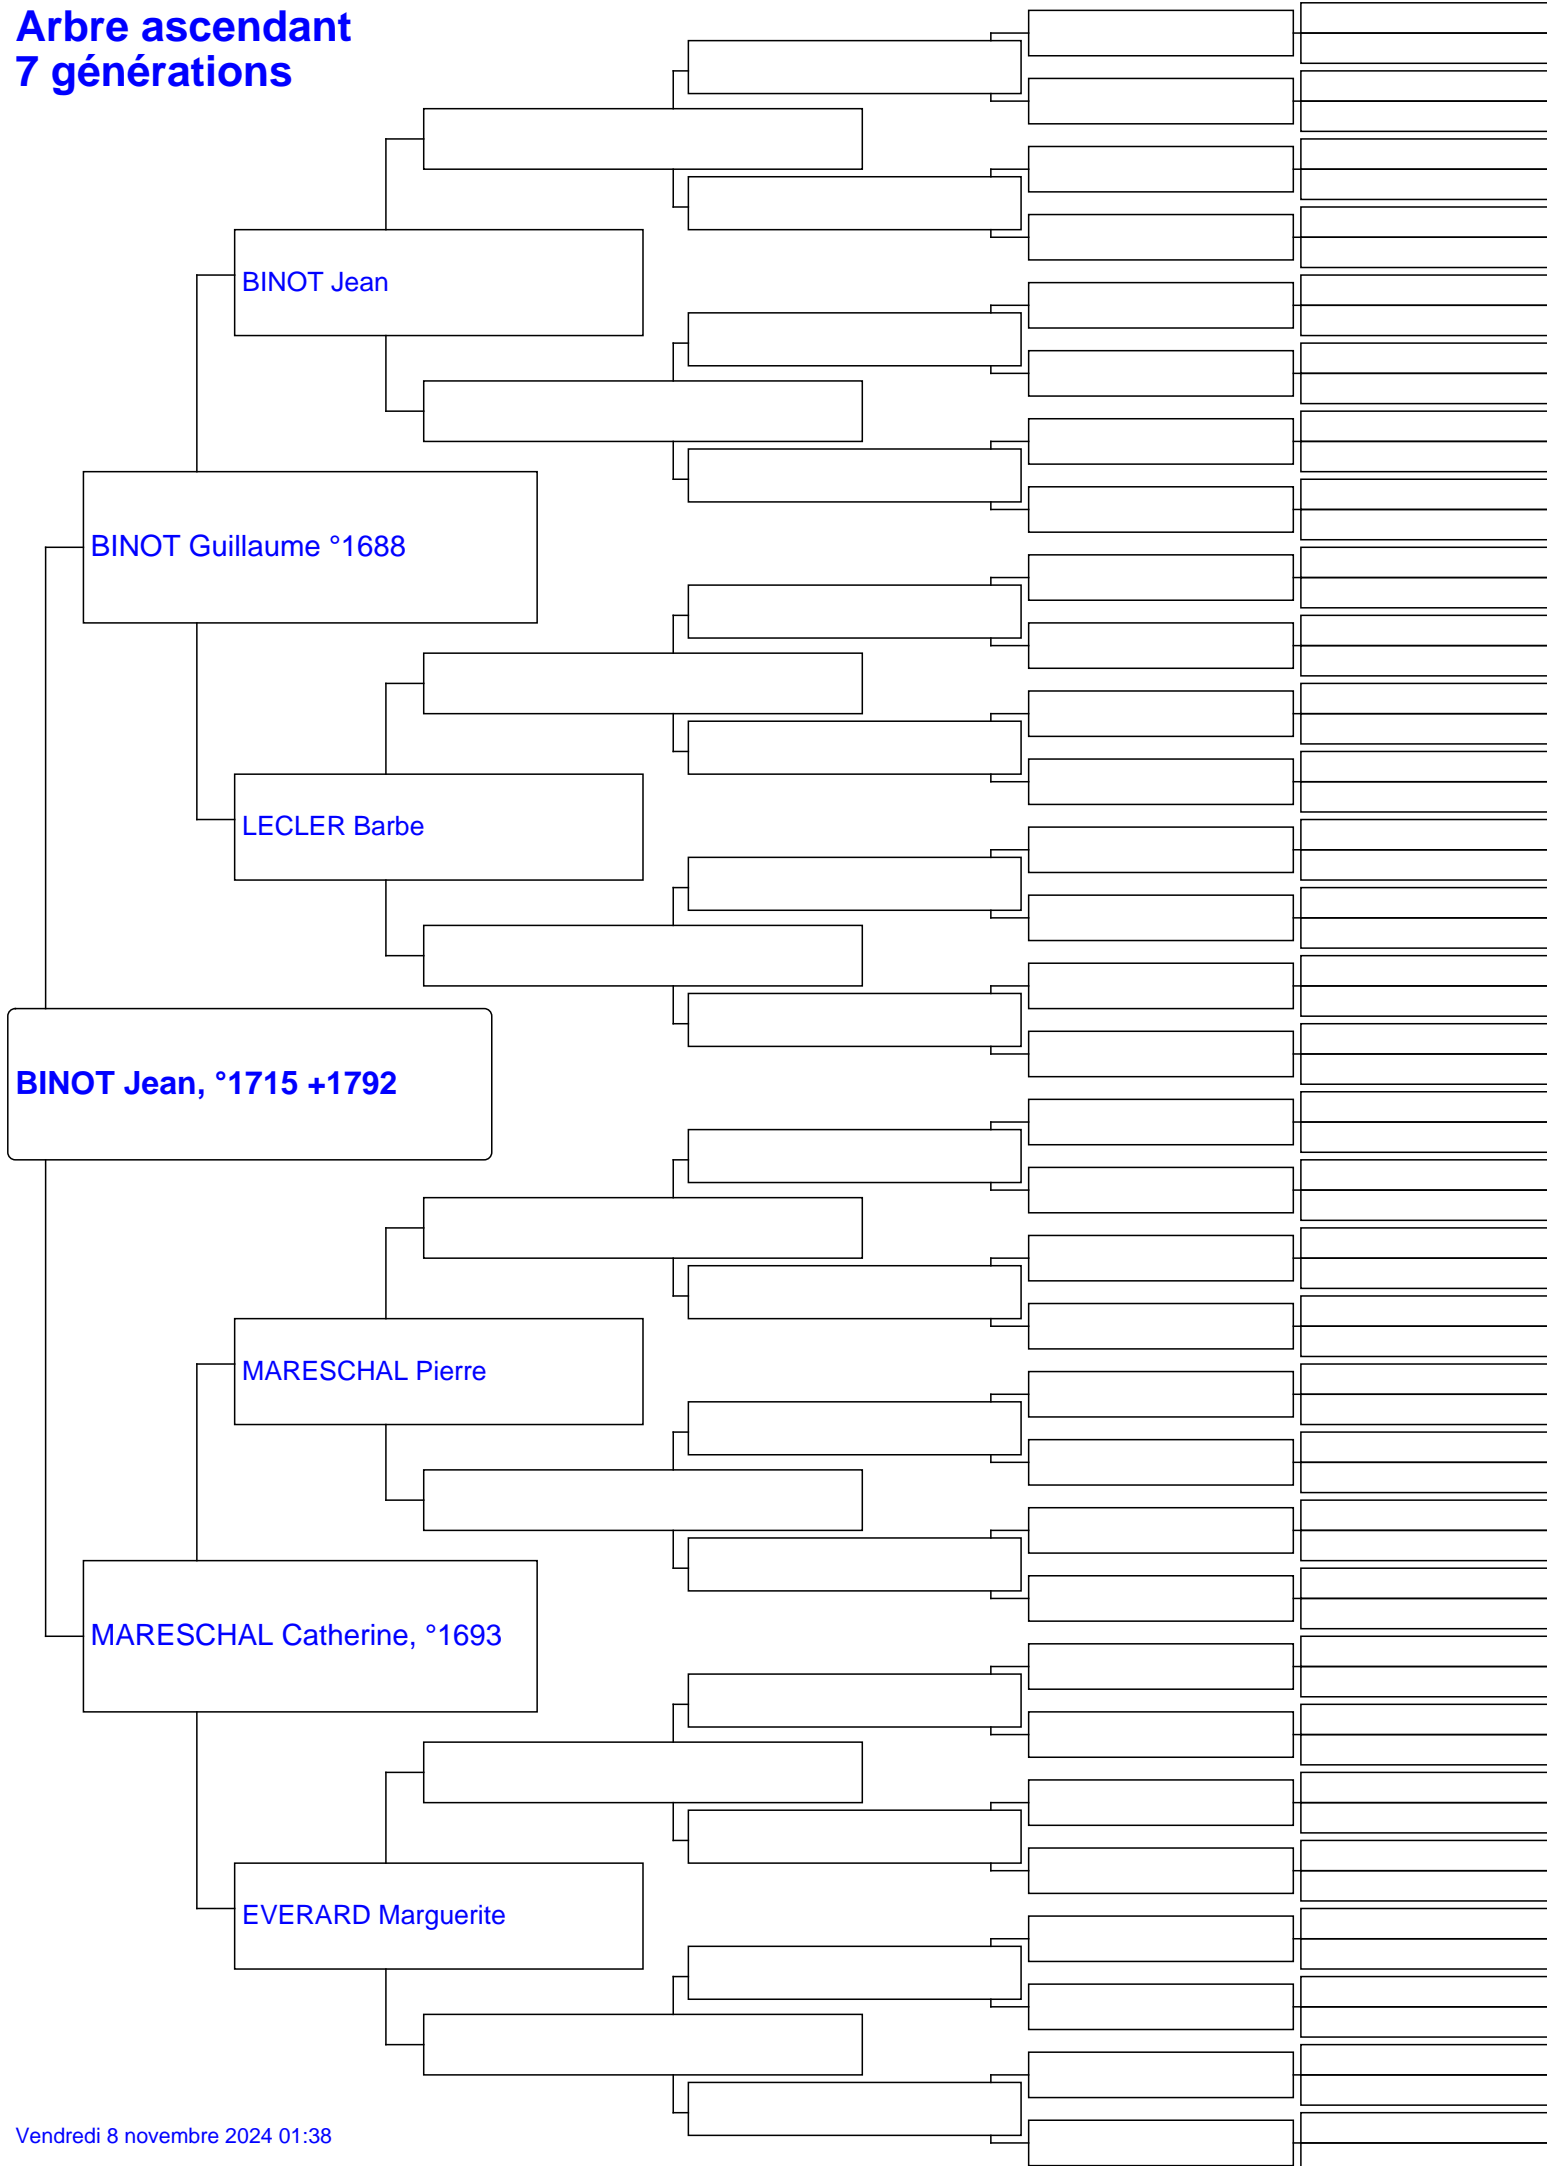 Arbre ascendant
7 générations
BINOT Jean
BINOT Guillaume °1688
LECLER Barbe
BINOT Jean, °1715 +1792
MARESCHAL Pierre
MARESCHAL Catherine, °1693
EVERARD Marguerite
Vendredi 8 novembre 2024 01:38